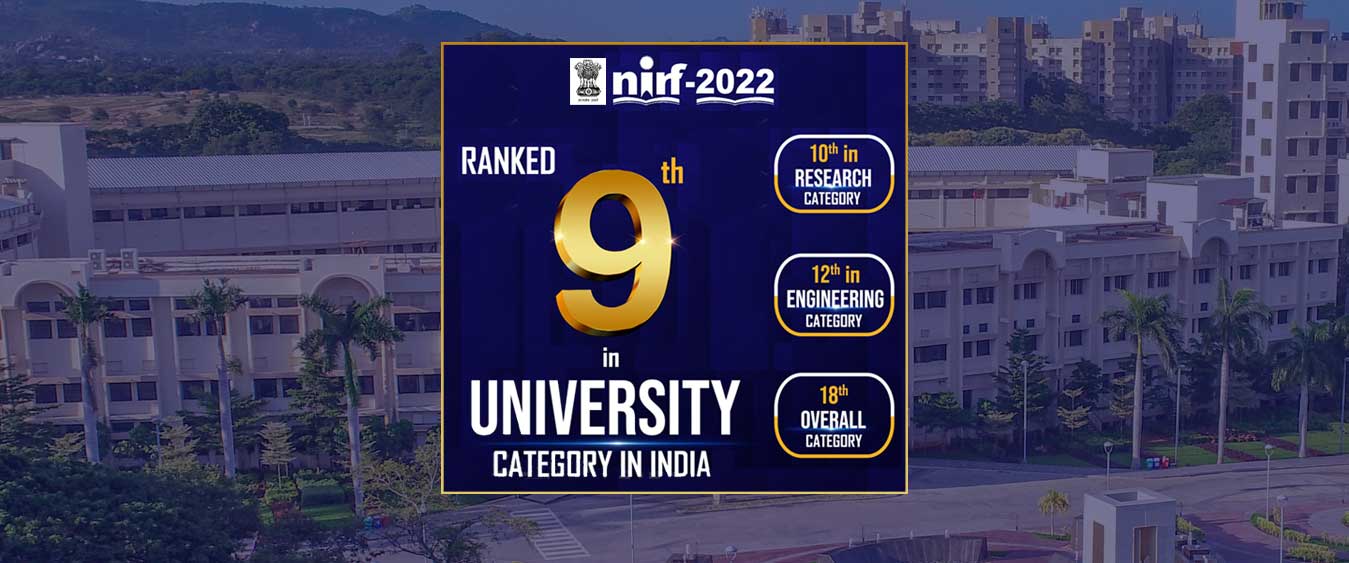 nirf-2022
RANKED
9th
in
UNIVERSITY
CATEGORY IN INDIA
10th in
RESEARCH
CATEGORY
12th in
ENGINEERING
CATEGORY
18th
OVERALL
CATEGORY